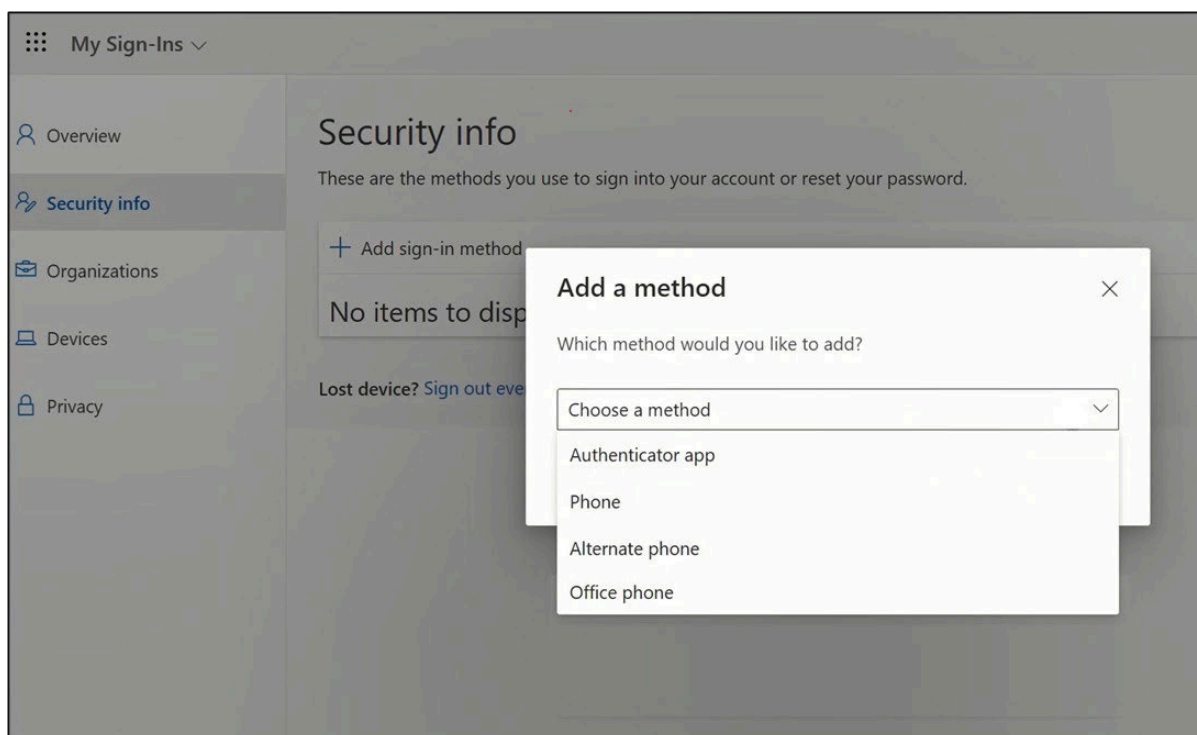 My Sign-Ins
Overview
Security info
Organizations
Devices
Privacy
Security info
These are the methods you use to sign into your account or reset your password.
Add sign-in method
No items to disp
Lost device? Sign out eve
Add a method
Which method would you like to add?
Choose a method
Authenticator app
Phone
Alternate phone
Office phone